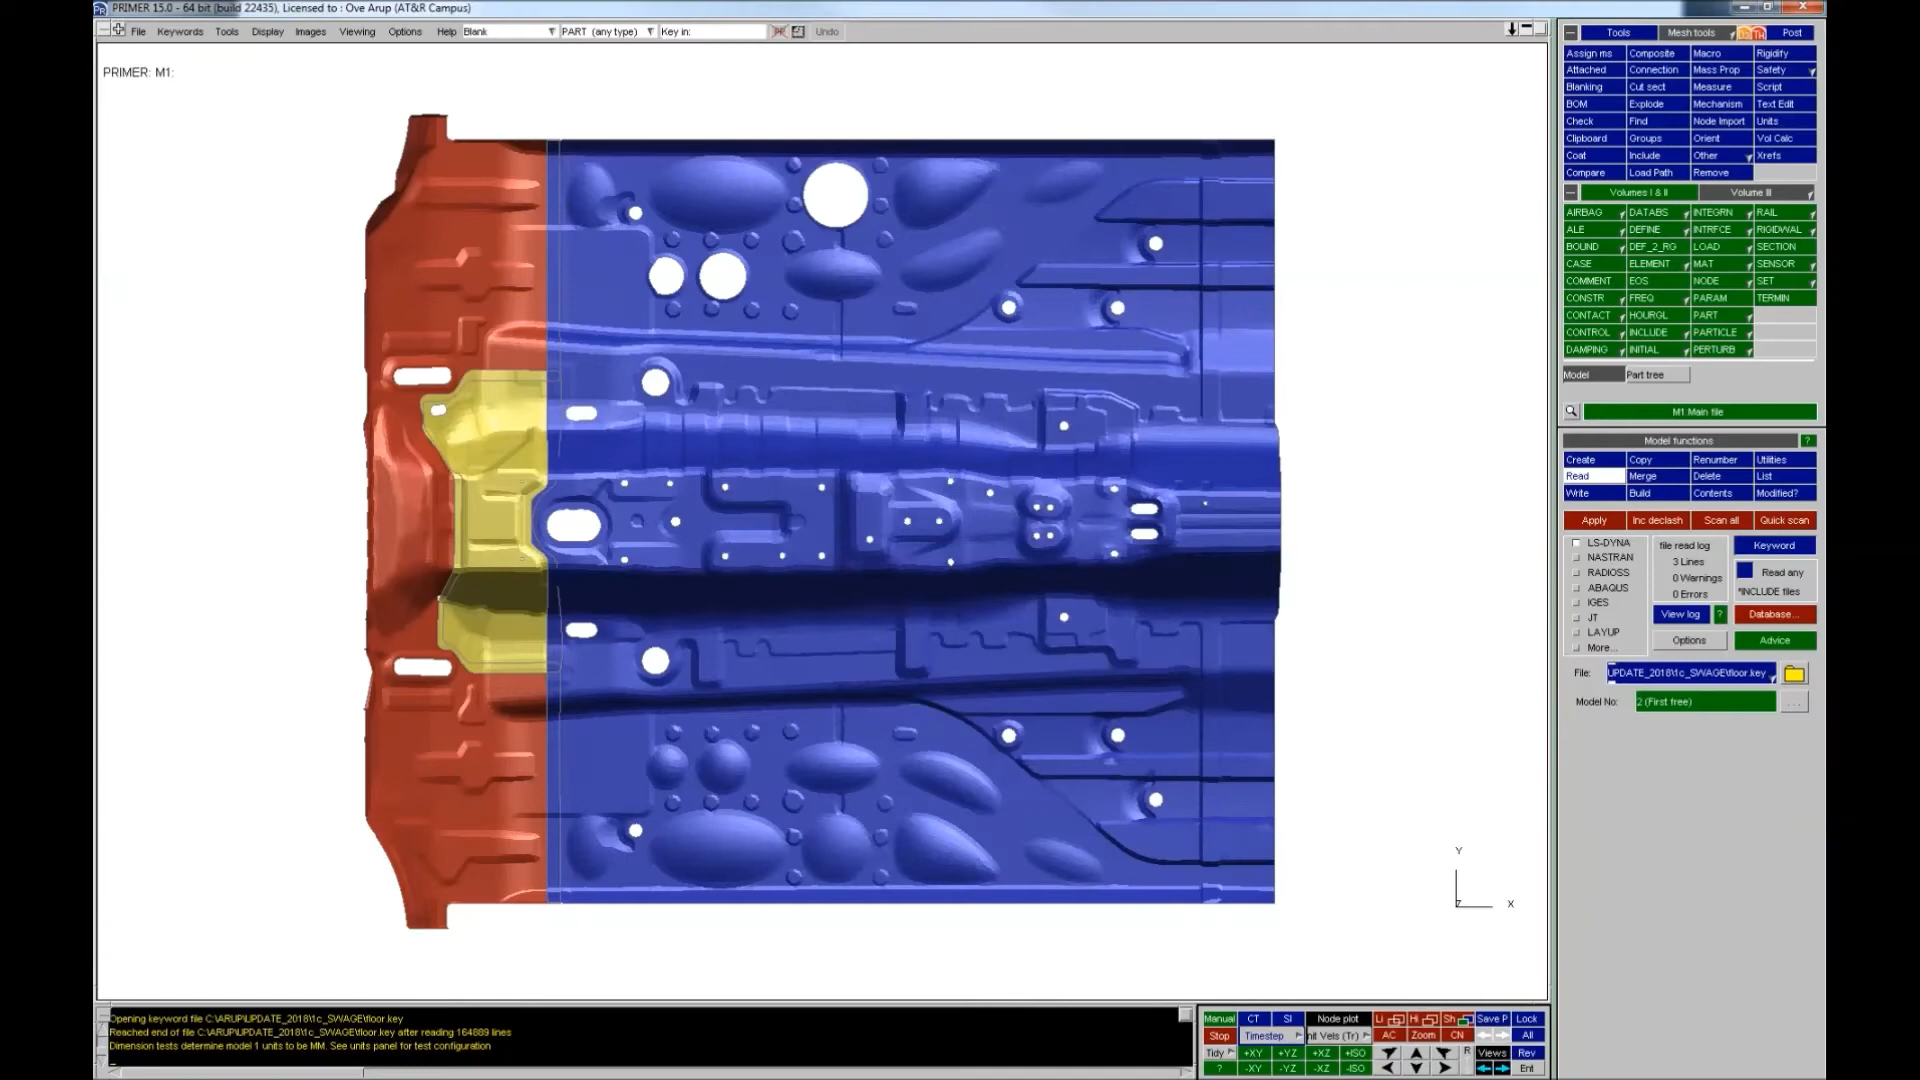 PRIMER 15.0 - 64 bit (build 22435), Licensed to : Ove Arup (AT&R Campus)
File Keywords Tools Display Images Viewing Options Help Blank PART (any type) Key in: Undo
PRIMER: M1:
Tools Mesh tools Post
Assign ms Composite Macro Rigidify
Attached Connection Mass Prop Safety
Blanking Cut sect Measure Script
BOM Explode Mechanism Text Edit
Check Find Node Import Units
Clipboard Groups Orient Vol Calc
Coat Include Other Xrefs
Compare Load Path Remove
Volumes I & II Volume III
AIRBAG DATABS INTEGRN RAIL
ALE DEFINE INTRFCE RIGIDWAL
BOUND DEF_2_RG LOAD SECTION
CASE ELEMENT MAT SENSOR
COMMENT EOS NODE SET
CONSTR FREQ PARAM TERMIN
CONTACT HOURGL PART
CONTROL INCLUDE PARTICLE
DAMPING INITIAL PERTURB
Model Part tree
M1 Main file
Model functions ?
Create Copy Renumber Utilities
Read Merge Delete List
Write Build Contents Modified?
Apply Inc declash Scan all Quick scan
LS-DYNA file read log Keyword
NASTRAN 3 Lines
RADIOSS 0 Warnings Read any
ABAQUS 0 Errors *INCLUDE files
IGES
JT View log ? Database...
LAYUP Options Advice
More...
File: UPDATE_2018\1c_SWAGE\floor.key
Model No: 2 (First free) ...
Y
X
Z
Opening keyword file C:\ARUP\UPDATE_2018\1c_SWAGE\floor.key
Reached end of file C:\ARUP\UPDATE_2018\1c_SWAGE\floor.key after reading 164889 lines
Dimension tests determine model 1 units to be MM. See units panel for test configuration
Manual CT SI Node plot Li Hi Sh Save P Lock
Stop Timestep nit Vels (Tr) AC Zoom CN All
Tidy +XY +YZ +XZ +ISO R Views Rev
? -XY -YZ -XZ -ISO Ent